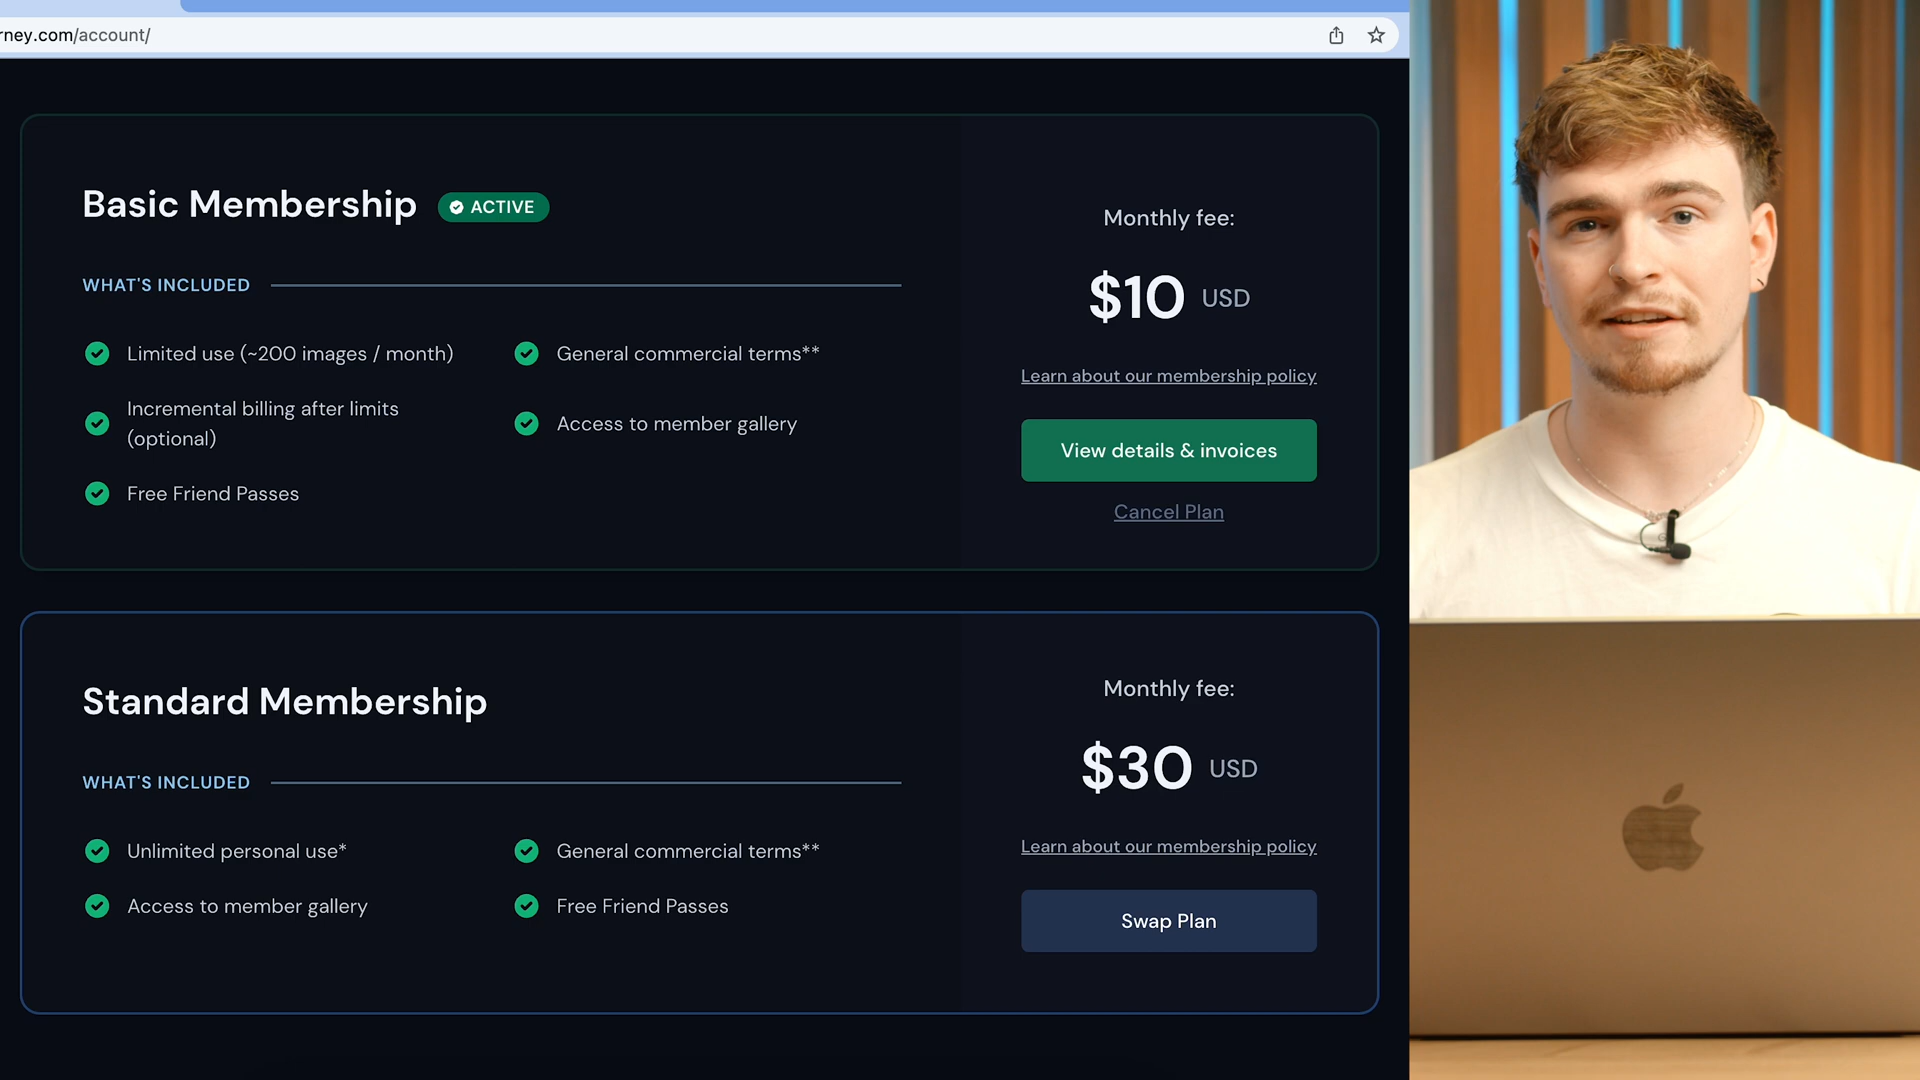 rney.com/account/
Basic Membership
ACTIVE
WHAT'S INCLUDED
Limited use (~200 images / month)
General commercial terms**
Incremental billing after limits
(optional)
Access to member gallery
Free Friend Passes
Monthly fee:
$10 USD
Learn about our membership policy
View details & invoices
Cancel Plan
Standard Membership
WHAT'S INCLUDED
Unlimited personal use*
General commercial terms**
Access to member gallery
Free Friend Passes
Monthly fee:
$30 USD
Learn about our membership policy
Swap Plan